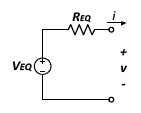 REQ
i
+
VEQ
+
-
v
-